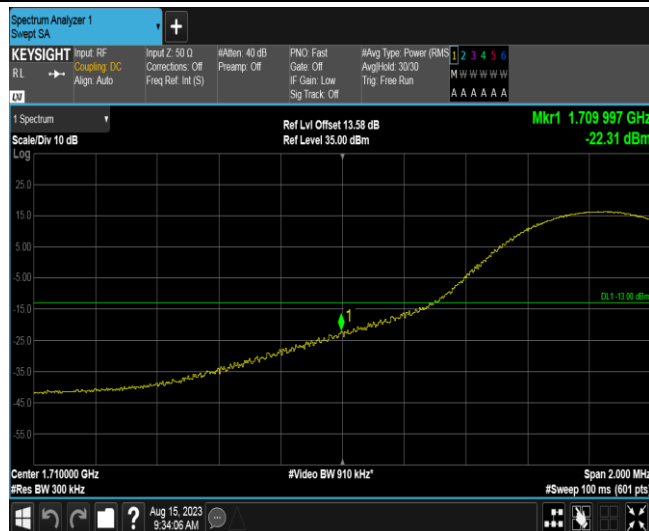 Spectrum Analyzer 1
Swept SA
+
KEYSIGHT
RL
LXI
Input: RF
Coupling: DC
Align: Auto
Input Z: 50 Ω
Corrections: Off
Freq Ref: Int (S)
#Atten: 40 dB
Preamp: Off
PNO: Fast
Gate: Off
IF Gain: Low
Sig Track: Off
#Avg Type: Power (RMS
Avg|Hold: 30/30
Trig: Free Run
1 2 3 4 5 6
M W W W W W
A A A A A A
1 Spectrum
Scale/Div 10 dB
Log
Ref Lvl Offset 13.58 dB
Ref Level 35.00 dBm
Mkr1 1.709 997 GHz
-22.31 dBm
25.0
15.0
5.00
-5.00
DL1 -13.00 dBm
-15.0
1
-25.0
-35.0
-45.0
-55.0
Center 1.710000 GHz
#Video BW 910 kHz*
Span 2.000 MHz
#Res BW 300 kHz
#Sweep 100 ms (601 pts)
?
Aug 15, 2023
9:34:06 AM